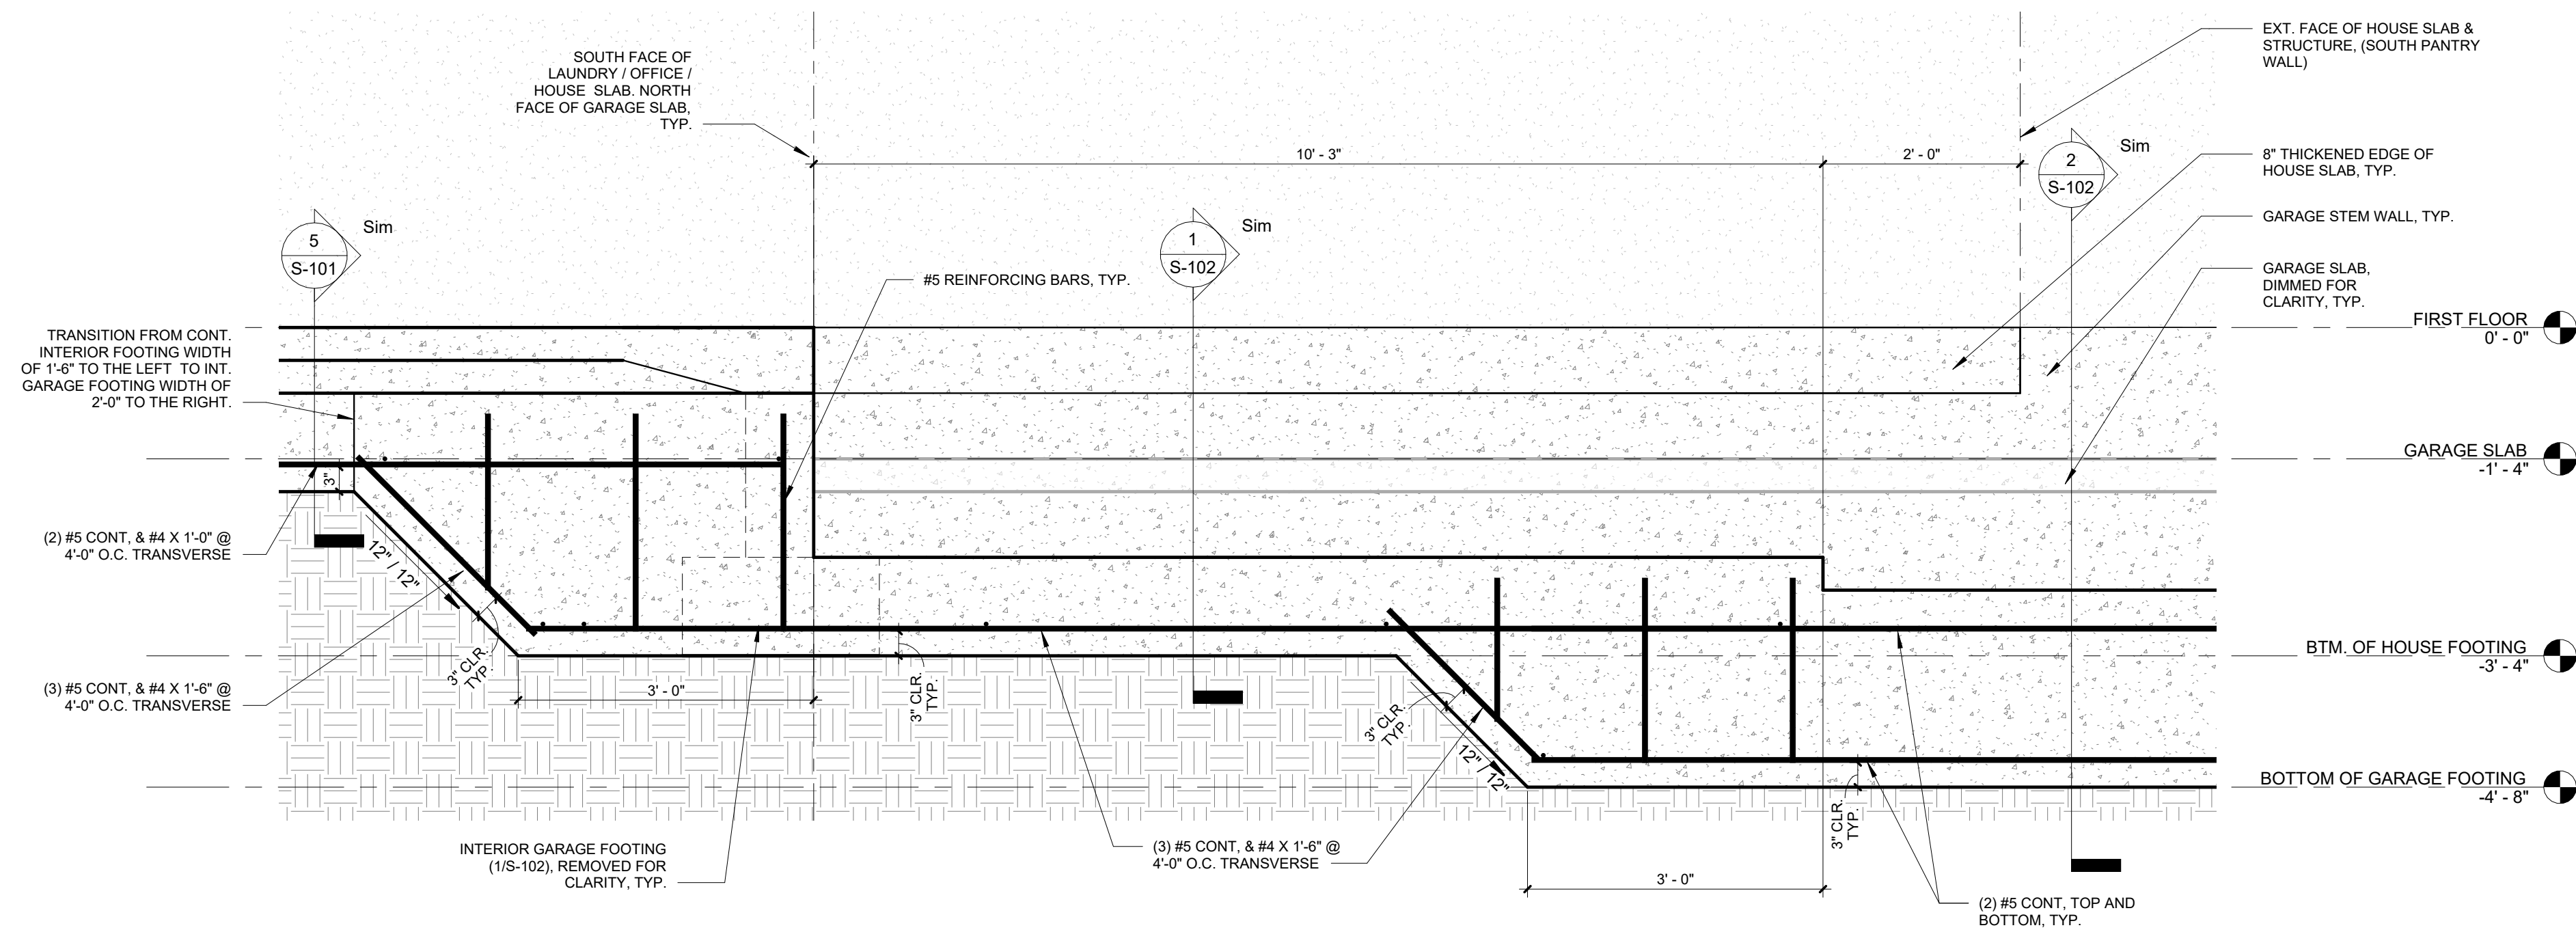 SOUTH FACE OF
LAUNDRY / OFFICE /
HOUSE SLAB. NORTH
FACE OF GARAGE SLAB,
TYP.
EXT. FACE OF HOUSE SLAB &
STRUCTURE, (SOUTH PANTRY
WALL)
10' - 3"
2' - 0"
2
S-102
Sim
8" THICKENED EDGE OF
HOUSE SLAB, TYP.
GARAGE STEM WALL, TYP.
5
S-101
Sim
1
S-102
Sim
#5 REINFORCING BARS, TYP.
GARAGE SLAB,
DIMMED FOR
CLARITY, TYP.
FIRST FLOOR
0' - 0"
TRANSITION FROM CONT.
INTERIOR FOOTING WIDTH
OF 1'-6" TO THE LEFT TO INT.
GARAGE FOOTING WIDTH OF
2'-0" TO THE RIGHT.
GARAGE SLAB
-1' - 4"
3"
(2) #5 CONT, & #4 X 1'-0" @
4'-0" O.C. TRANSVERSE
12" / 12"
3" CLR.
TYP.
(3) #5 CONT, & #4 X 1'-6" @
4'-0" O.C. TRANSVERSE
3' - 0"
3" CLR.
TYP.
3" CLR.
TYP.
12" / 12"
BTM. OF HOUSE FOOTING
-3' - 4"
BOTTOM OF GARAGE FOOTING
-4' - 8"
3" CLR.
TYP.
INTERIOR GARAGE FOOTING
(1/S-102), REMOVED FOR
CLARITY, TYP.
(3) #5 CONT, & #4 X 1'-6" @
4'-0" O.C. TRANSVERSE
3' - 0"
(2) #5 CONT, TOP AND
BOTTOM, TYP.